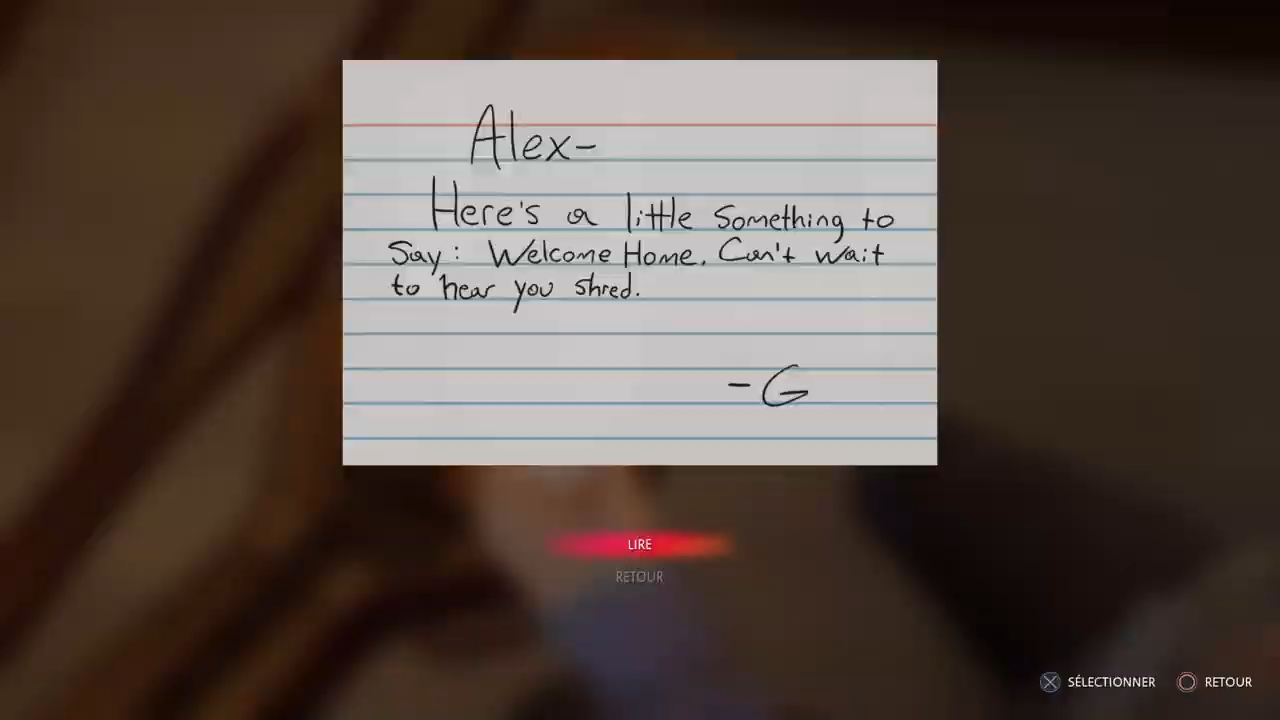 Alex-
Here's a little Something to
Say: Welcome Home. Can't wait
to hear you shred.
- G
LIRE
RETOUR
SÉLECTIONNER RETOUR